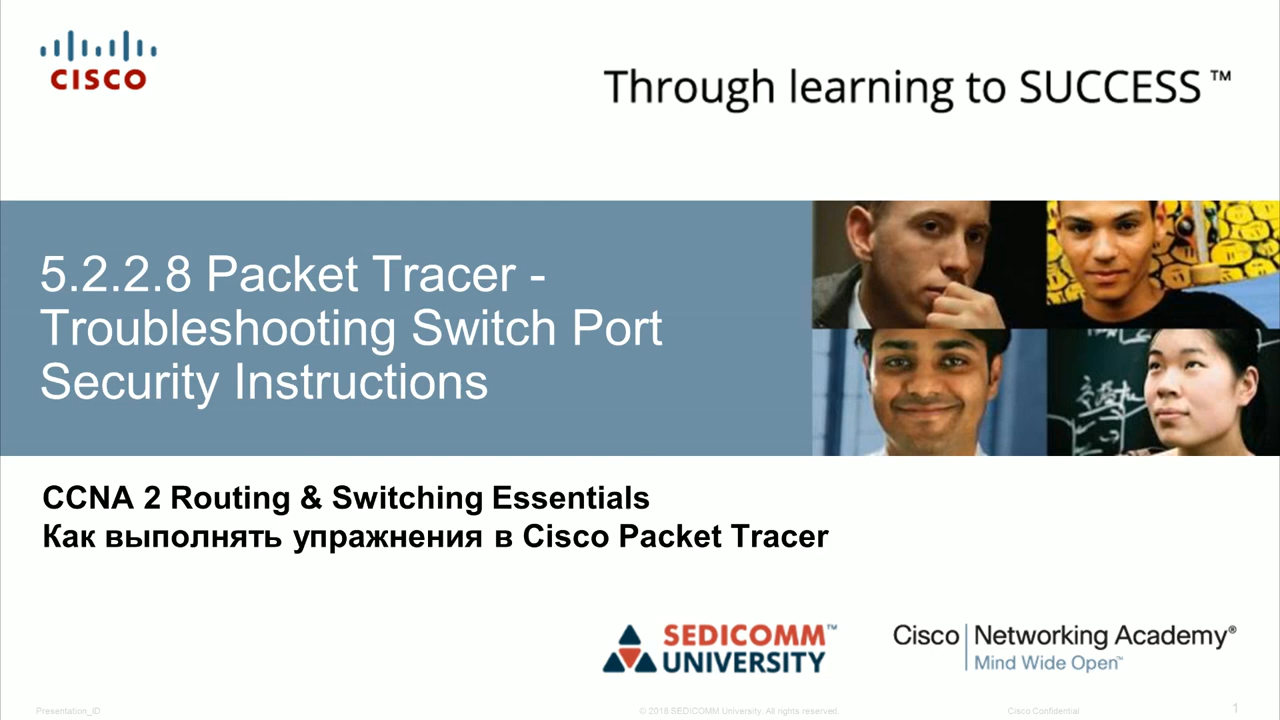 CISCO
Through learning to SUCCESS™
5.2.2.8 Packet Tracer -
Troubleshooting Switch Port
Security Instructions
CCNA 2 Routing & Switching Essentials
Как выполнять упражнения в Cisco Packet Tracer
SEDICOMM™
UNIVERSITY
Cisco Networking Academy®
Mind Wide Open™
Presentation_ID
© 2018 SEDICOMM University. All rights reserved.
Cisco Confidential
1